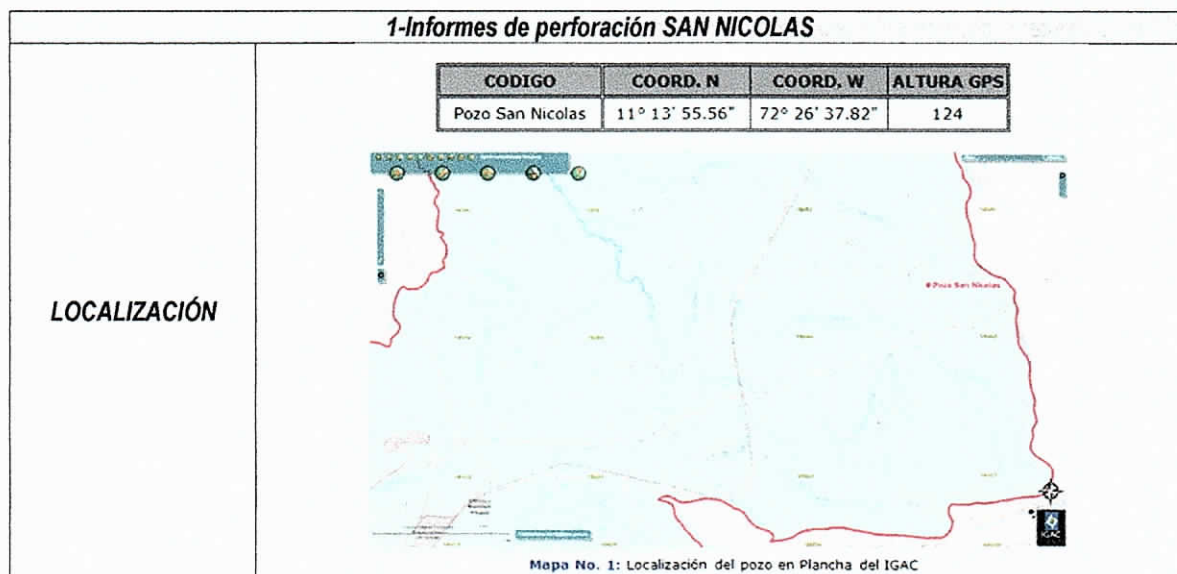 1-Informes de perforación SAN NICOLAS
LOCALIZACIÓN
CODIGO COORD. N COORD. W ALTURA GPS
Pozo San Nicolas 11° 13' 55.56" 72° 26' 37.82" 124
Pozo San Nicolas
IGAC
Mapa No. 1: Localización del pozo en Plancha del IGAC